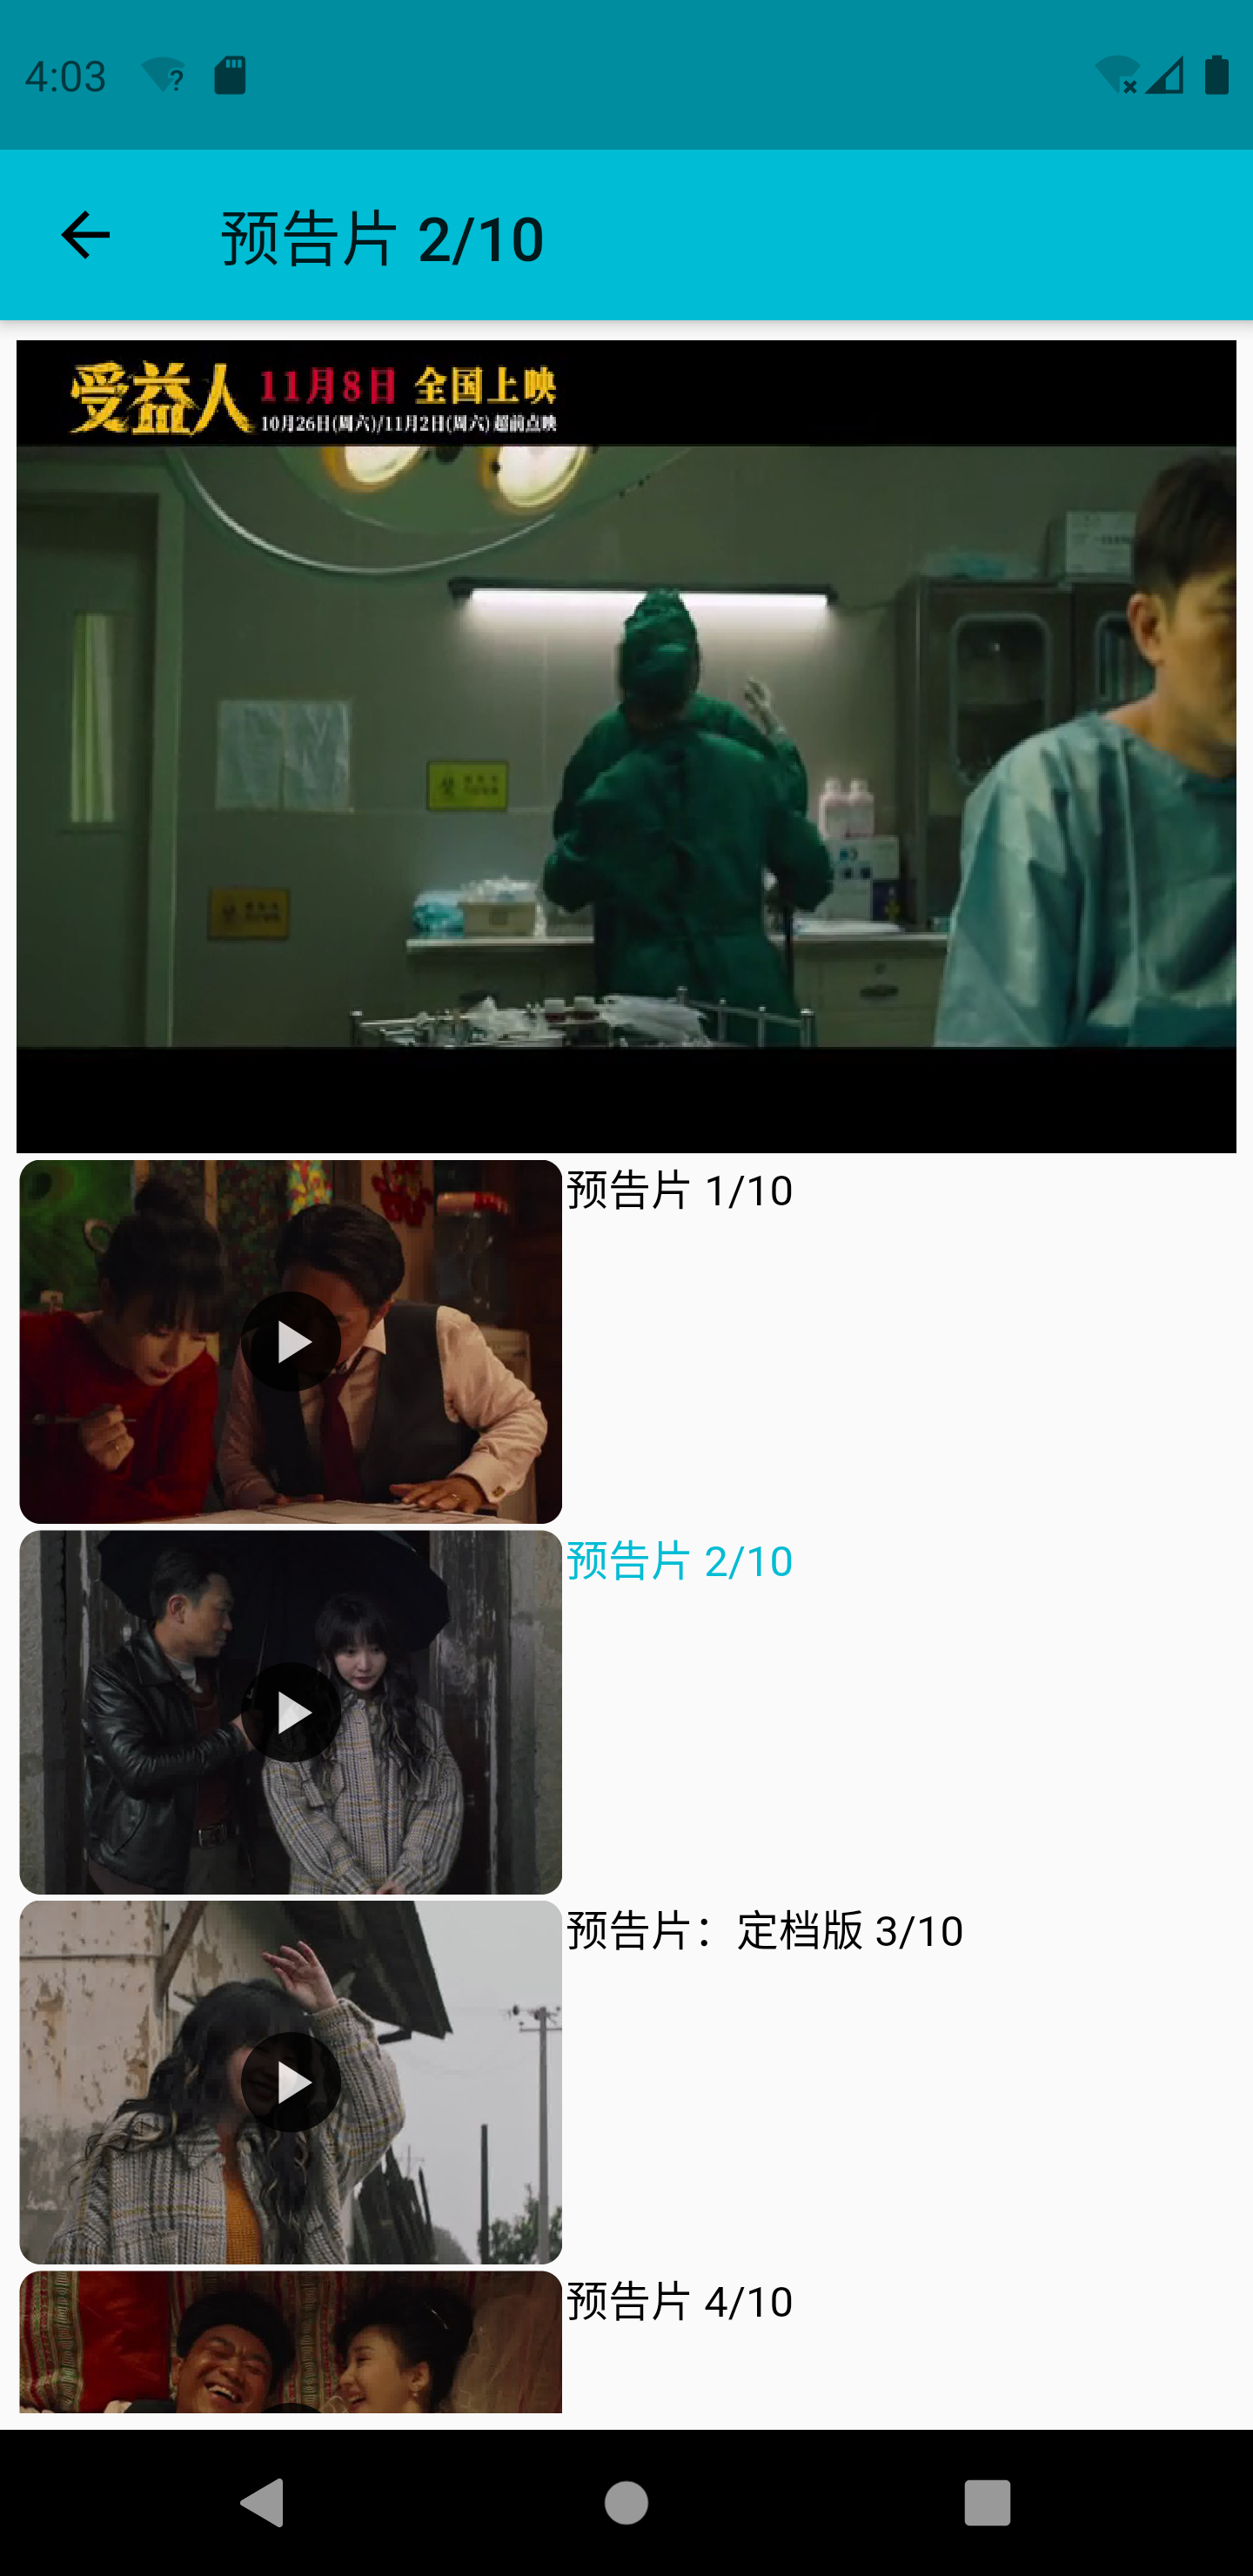 4:03
预告片 2/10
受益人 11月8日 全国上映
10月26日(周六)/11月2日(周六)超前点映
预告片 1/10
预告片 2/10
预告片：定档版 3/10
预告片 4/10